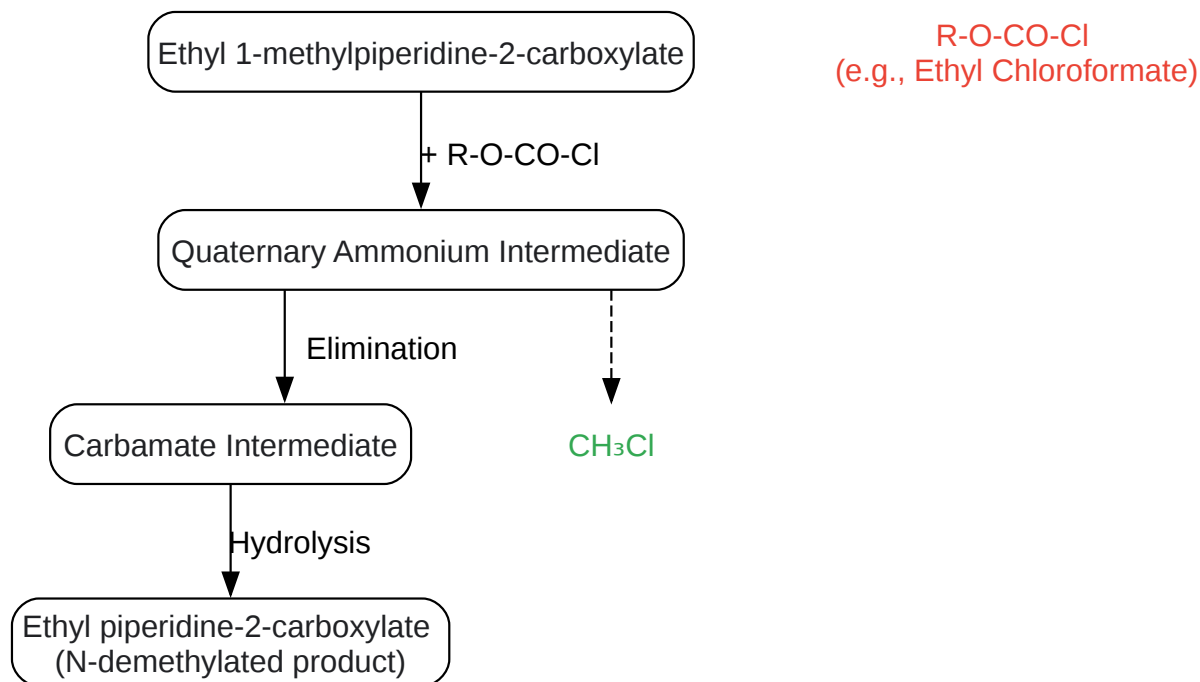 Ethyl 1-methylpiperidine-2-carboxylate
R-O-CO-Cl
(e.g., Ethyl Chloroformate)
+ R-O-CO-Cl
Quaternary Ammonium Intermediate
Elimination
Carbamate Intermediate
CH₃Cl
Hydrolysis
Ethyl piperidine-2-carboxylate
(N-demethylated product)